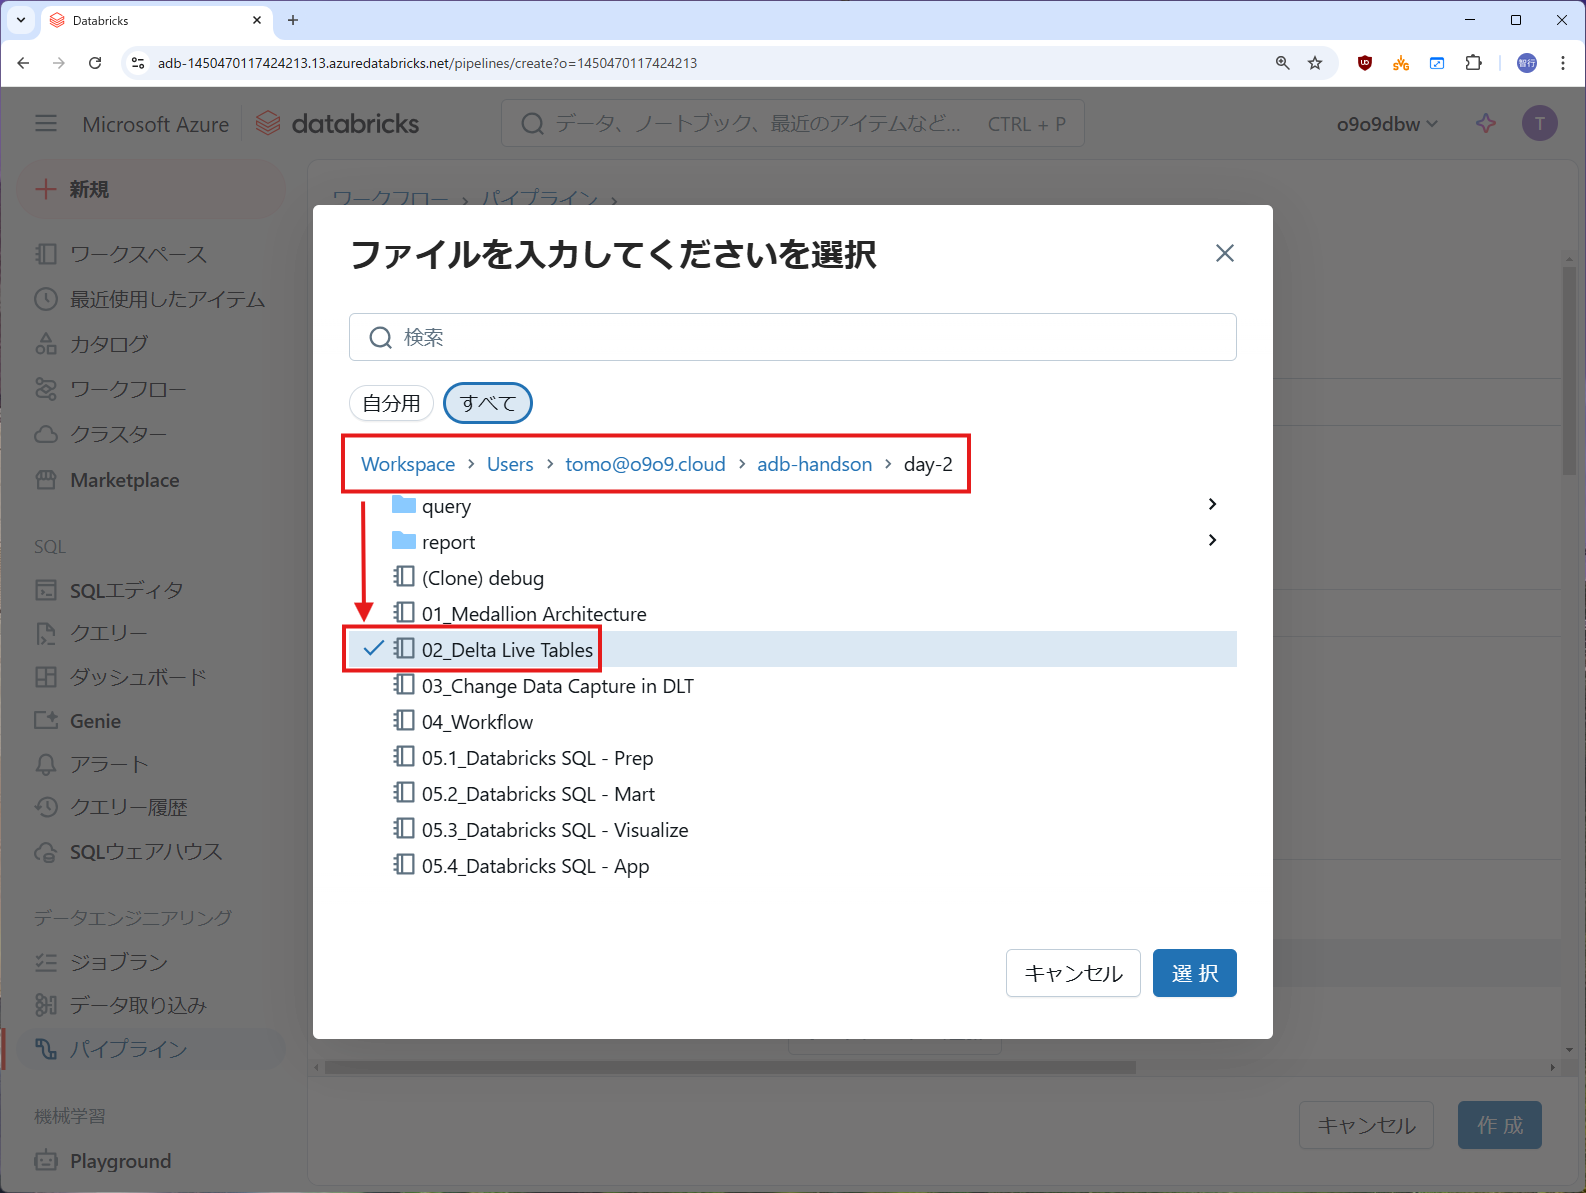 Databricks
adb-1450470117424213.13.azuredatabricks.net/pipelines/create?o=1450470117424213
智行
Microsoft Azure
databricks
データ、ノートブック、最近のアイテムなど...
CTRL + P
o9o9dbw
T
新規
ワークスペース
最近使用したアイテム
カタログ
ワークフロー
クラスター
Marketplace
SQL
SQLエディタ
クエリー
ダッシュボード
Genie
アラート
クエリー履歴
SQLウェアハウス
データエンジニアリング
ジョブラン
データ取り込み
パイプライン
機械学習
Playground
ワークフロー › パイプライン ›
ファイルを入力してくださいを選択
検索
自分用
すべて
Workspace › Users › tomo@o9o9.cloud › adb-handson › day-2
query
report
(Clone) debug
01_Medallion Architecture
02_Delta Live Tables
03_Change Data Capture in DLT
04_Workflow
05.1_Databricks SQL - Prep
05.2_Databricks SQL - Mart
05.3_Databricks SQL - Visualize
05.4_Databricks SQL - App
キャンセル
選 択
キャンセル
作 成